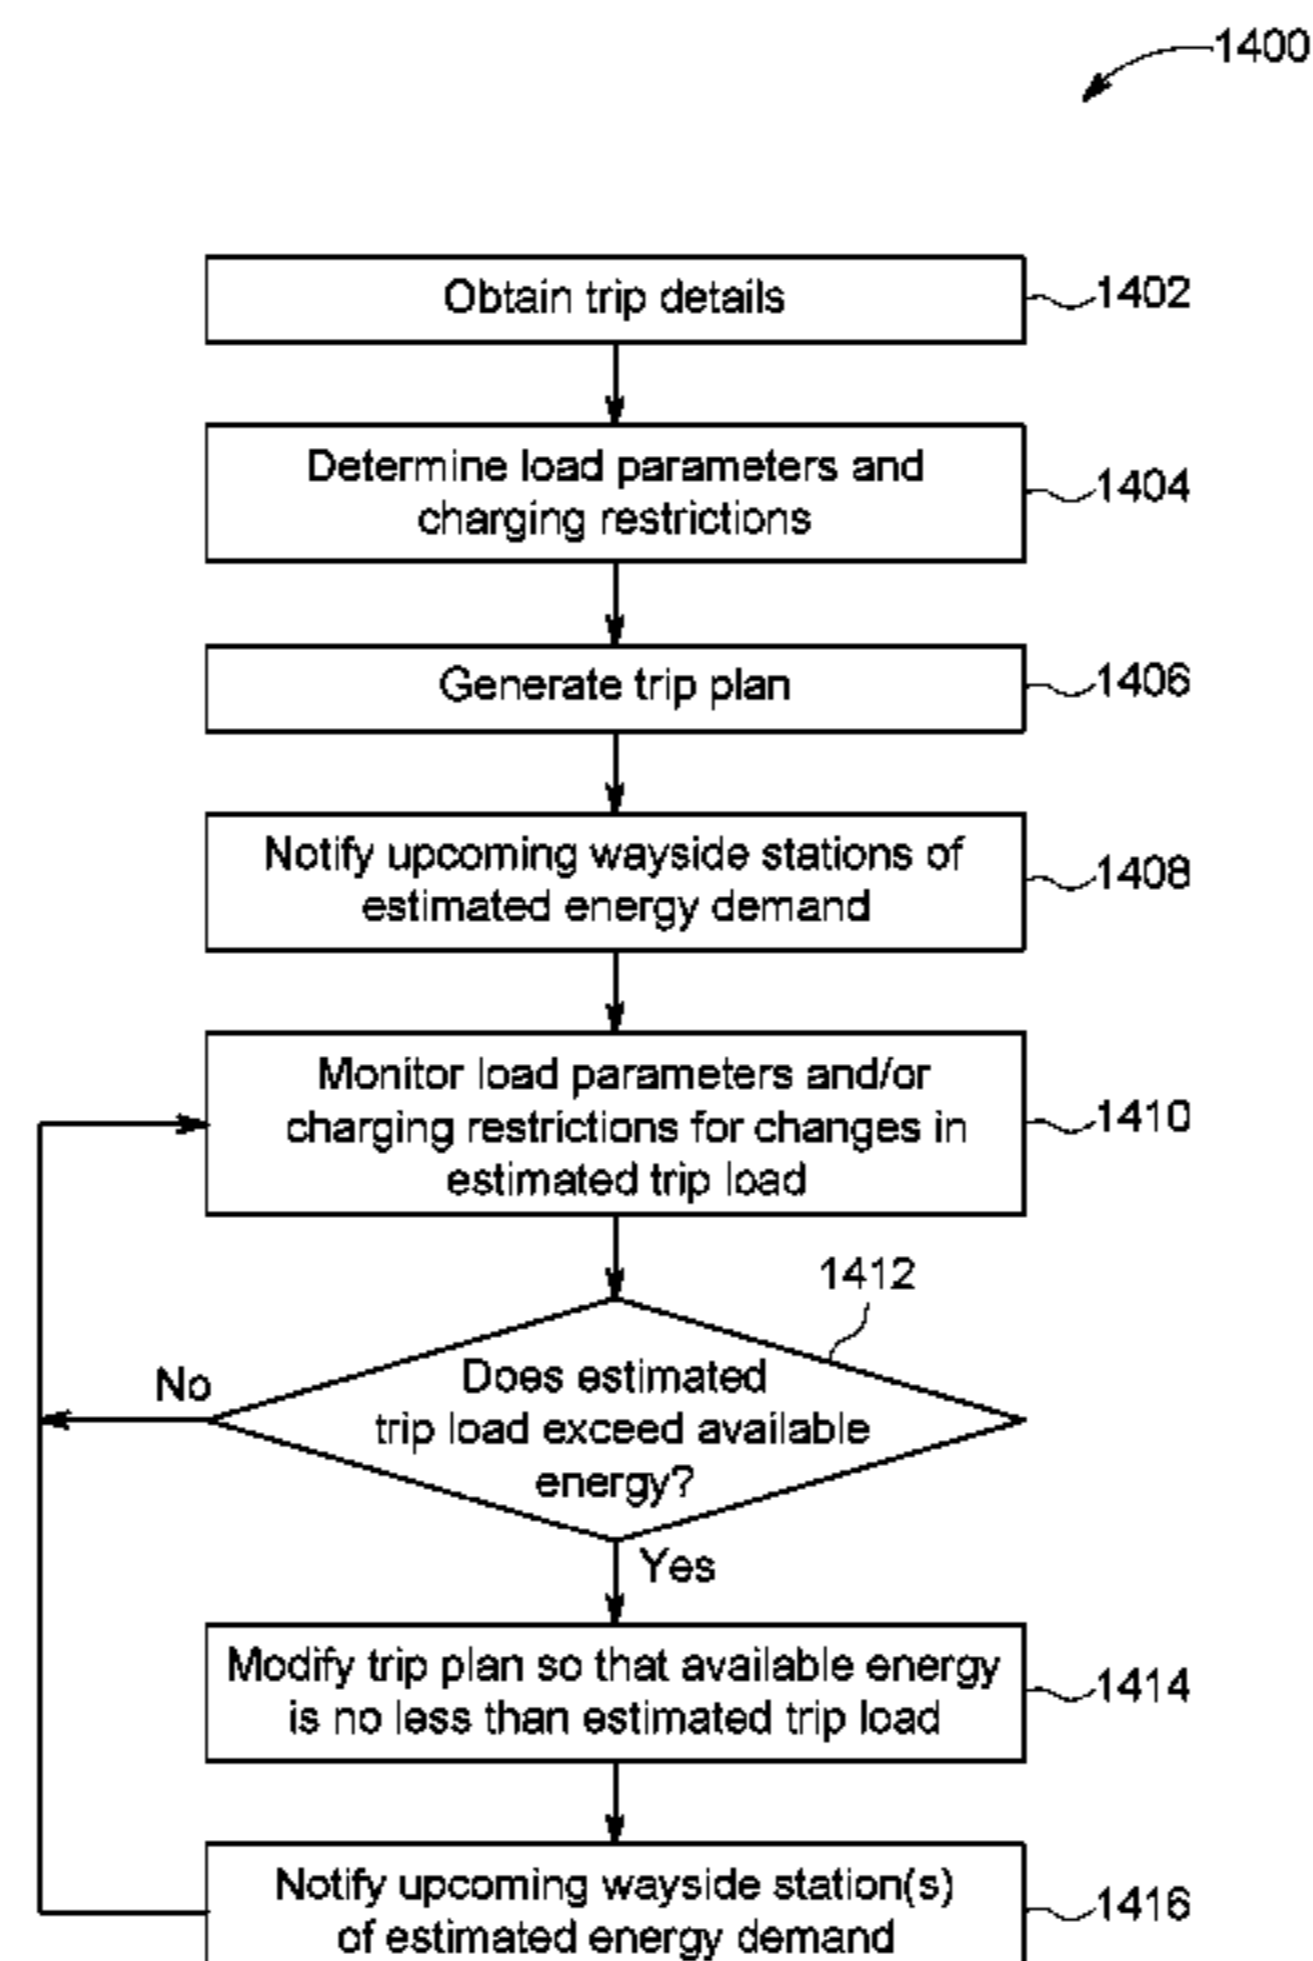 1400
Obtain trip details
1402
Determine load parameters and
charging restrictions
1404
Generate trip plan
1406
Notify upcoming wayside stations of
estimated energy demand
1408
Monitor load parameters and/or
charging restrictions for changes in
estimated trip load
1410
1412
Does estimated
trip load exceed available
energy?
No
Yes
Modify trip plan so that available energy
is no less than estimated trip load
1414
Notify upcoming wayside station(s)
of estimated energy demand
1416